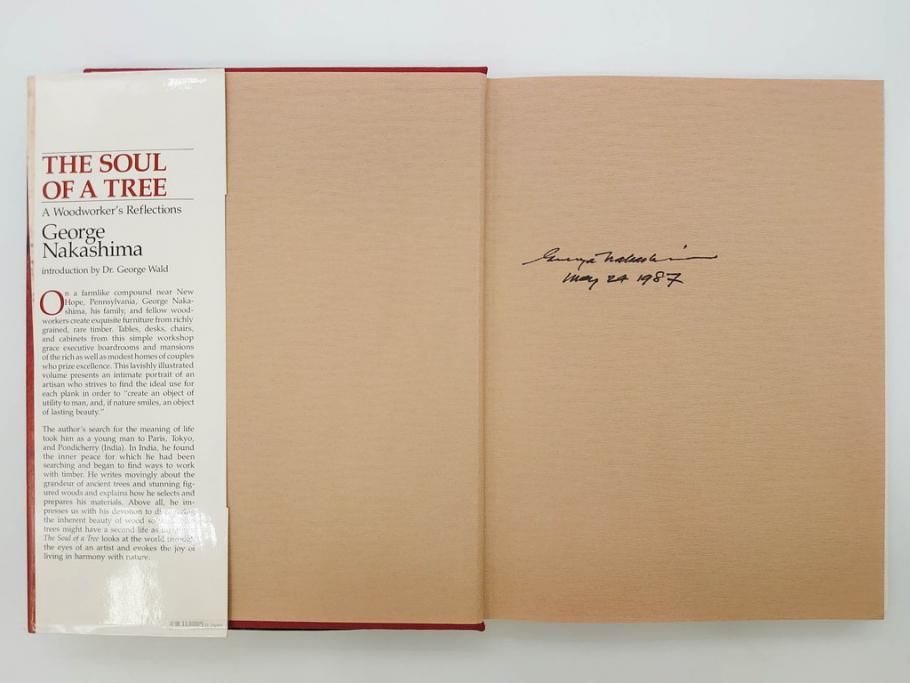 THE SOUL
OF A TREE
A Woodworker's Reflections
George
Nakashima
introduction by Dr. George Wald
On a farmlike compound near New
Hope, Pennsylvania, George Naka-
shima, his family, and fellow wood-
workers create exquisite furniture from richly
grained, rare timber. Tables, desks, chairs,
and cabinets from this simple workshop
grace executive boardrooms and mansions
of the rich as well as modest homes of couples
who prize excellence. This lavishly illustrated
volume presents an intimate portrait of an
artisan who strives to find the ideal use for
each plank in order to "create an object of
utility to man, and, if nature smiles, an object
of lasting beauty."
The author's search for the meaning of life
took him as a young man to Paris, Tokyo,
and Pondicherry (India). In India, he found
the inner peace for which he had been
searching and began to find ways to work
with timber. He writes movingly about the
grandeur of ancient trees and stunning fig-
ured woods and explains how he selects and
prepares his materials. Above all, he im-
presses us with his devotion to
the inherent beauty of wood so
trees might have a second life as
The Soul of a Tree looks at the world through
the eyes of an artist and evokes the joy of
living in harmony with nature.
George Nakashima
May 24 1987